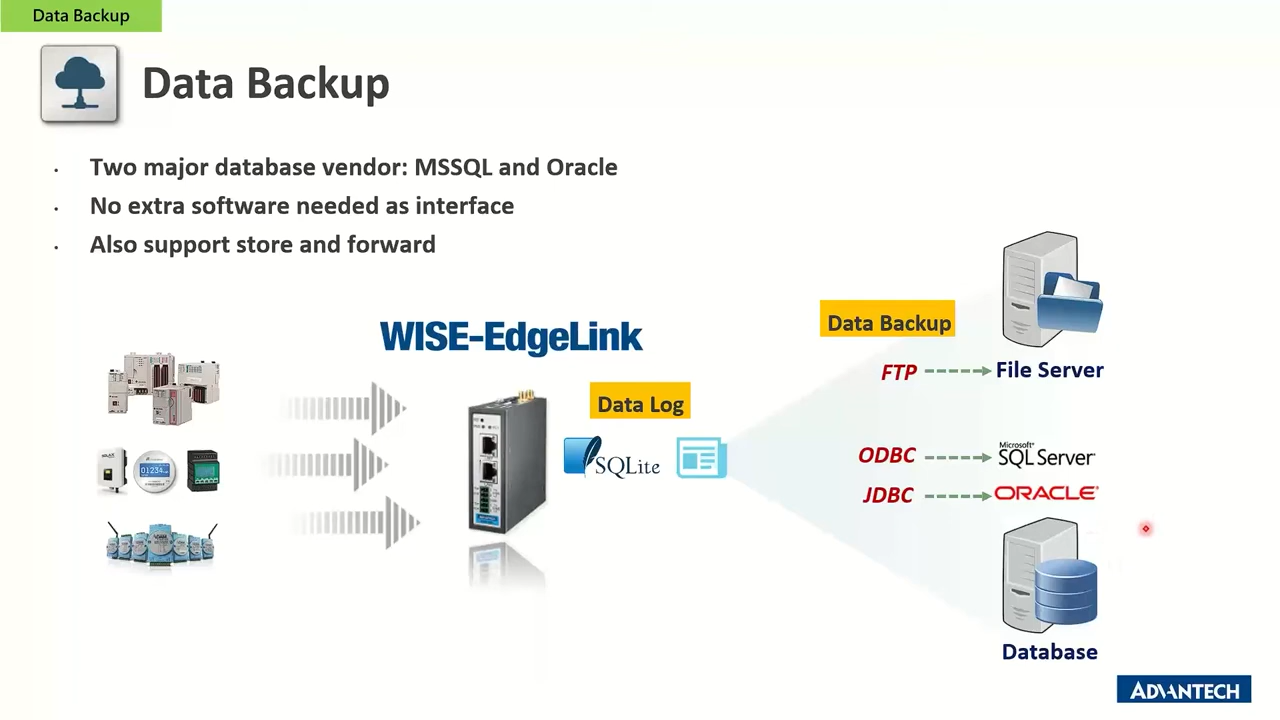 Data Backup
Data Backup
Two major database vendor: MSSQL and Oracle
No extra software needed as interface
Also support store and forward
WISE-EdgeLink
Data Log
SQLite
Data Backup
FTP
File Server
ODBC
Microsoft®
SQL Server®
JDBC
ORACLE®
Database
ADVANTECH